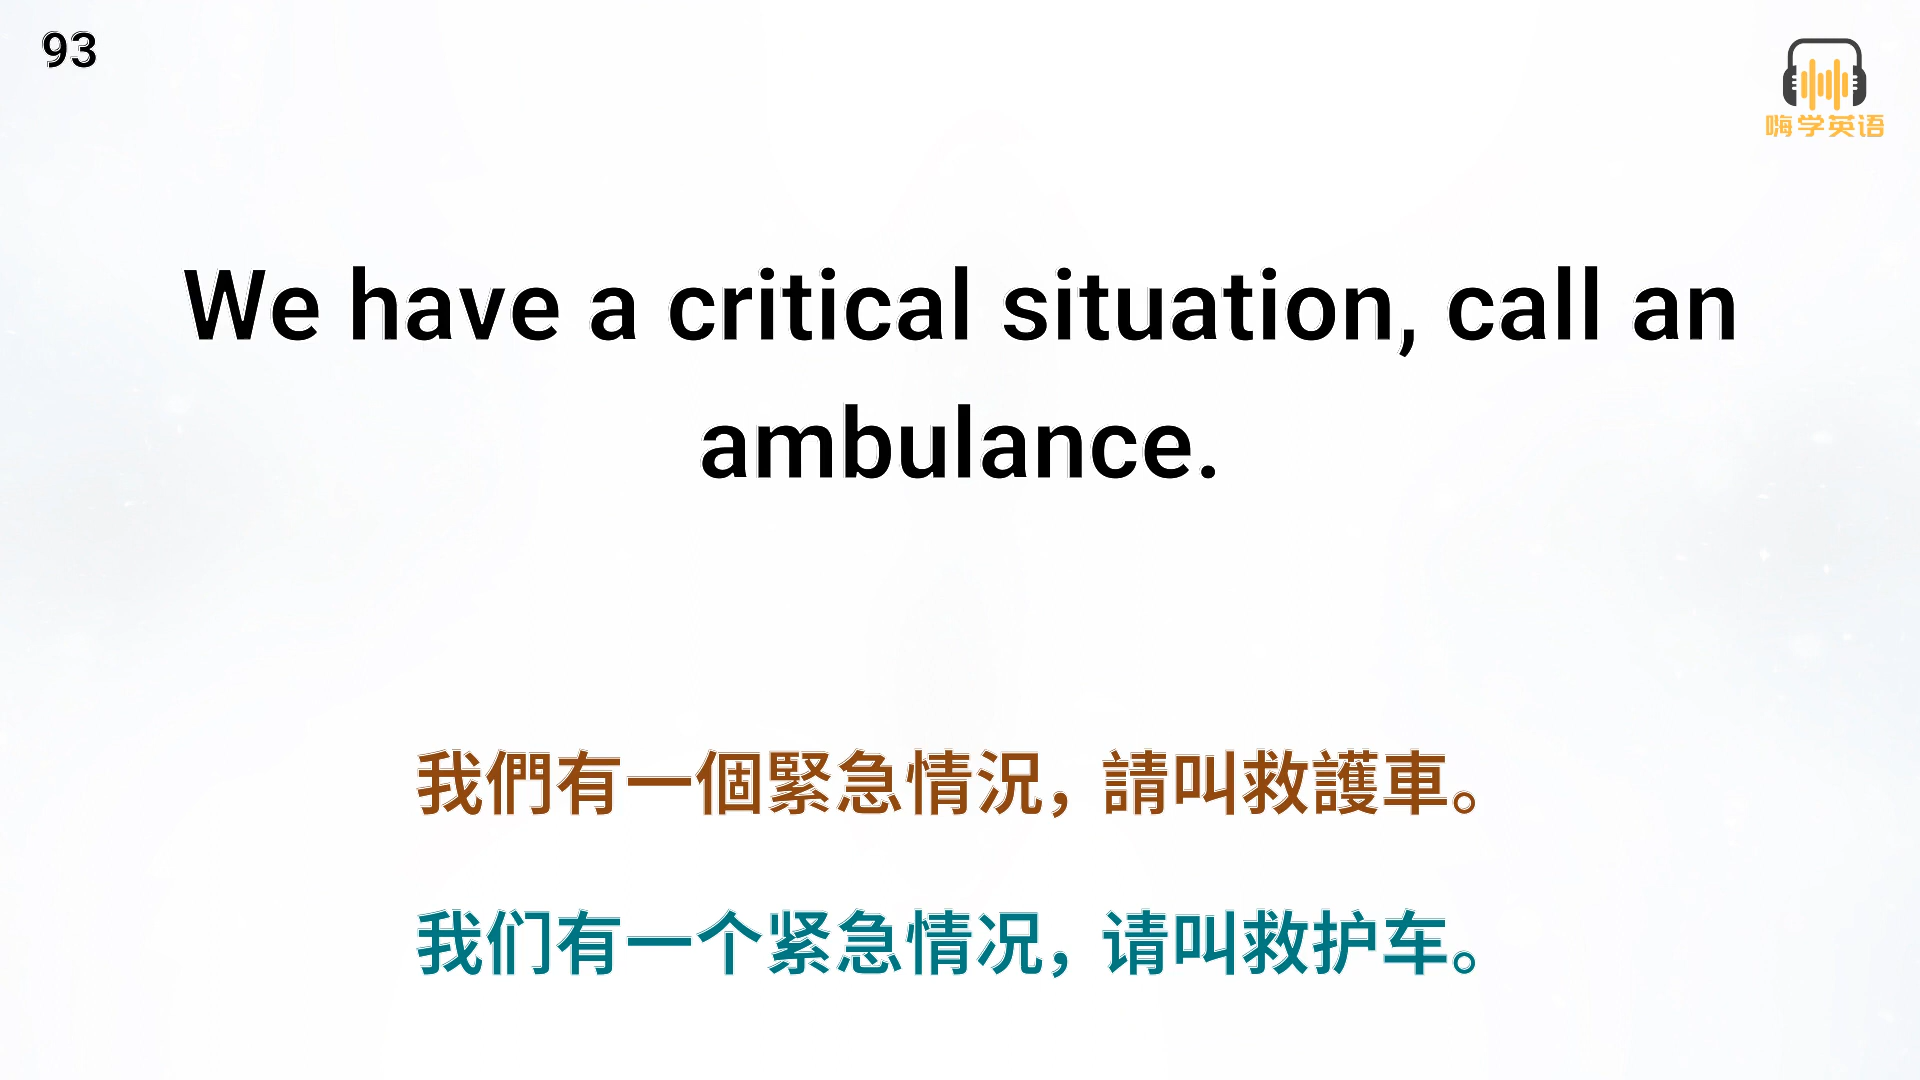 93
嗨学英语
We have a critical situation, call an
ambulance.
我們有一個緊急情況，請叫救護車。
我们有一个紧急情况，请叫救护车。